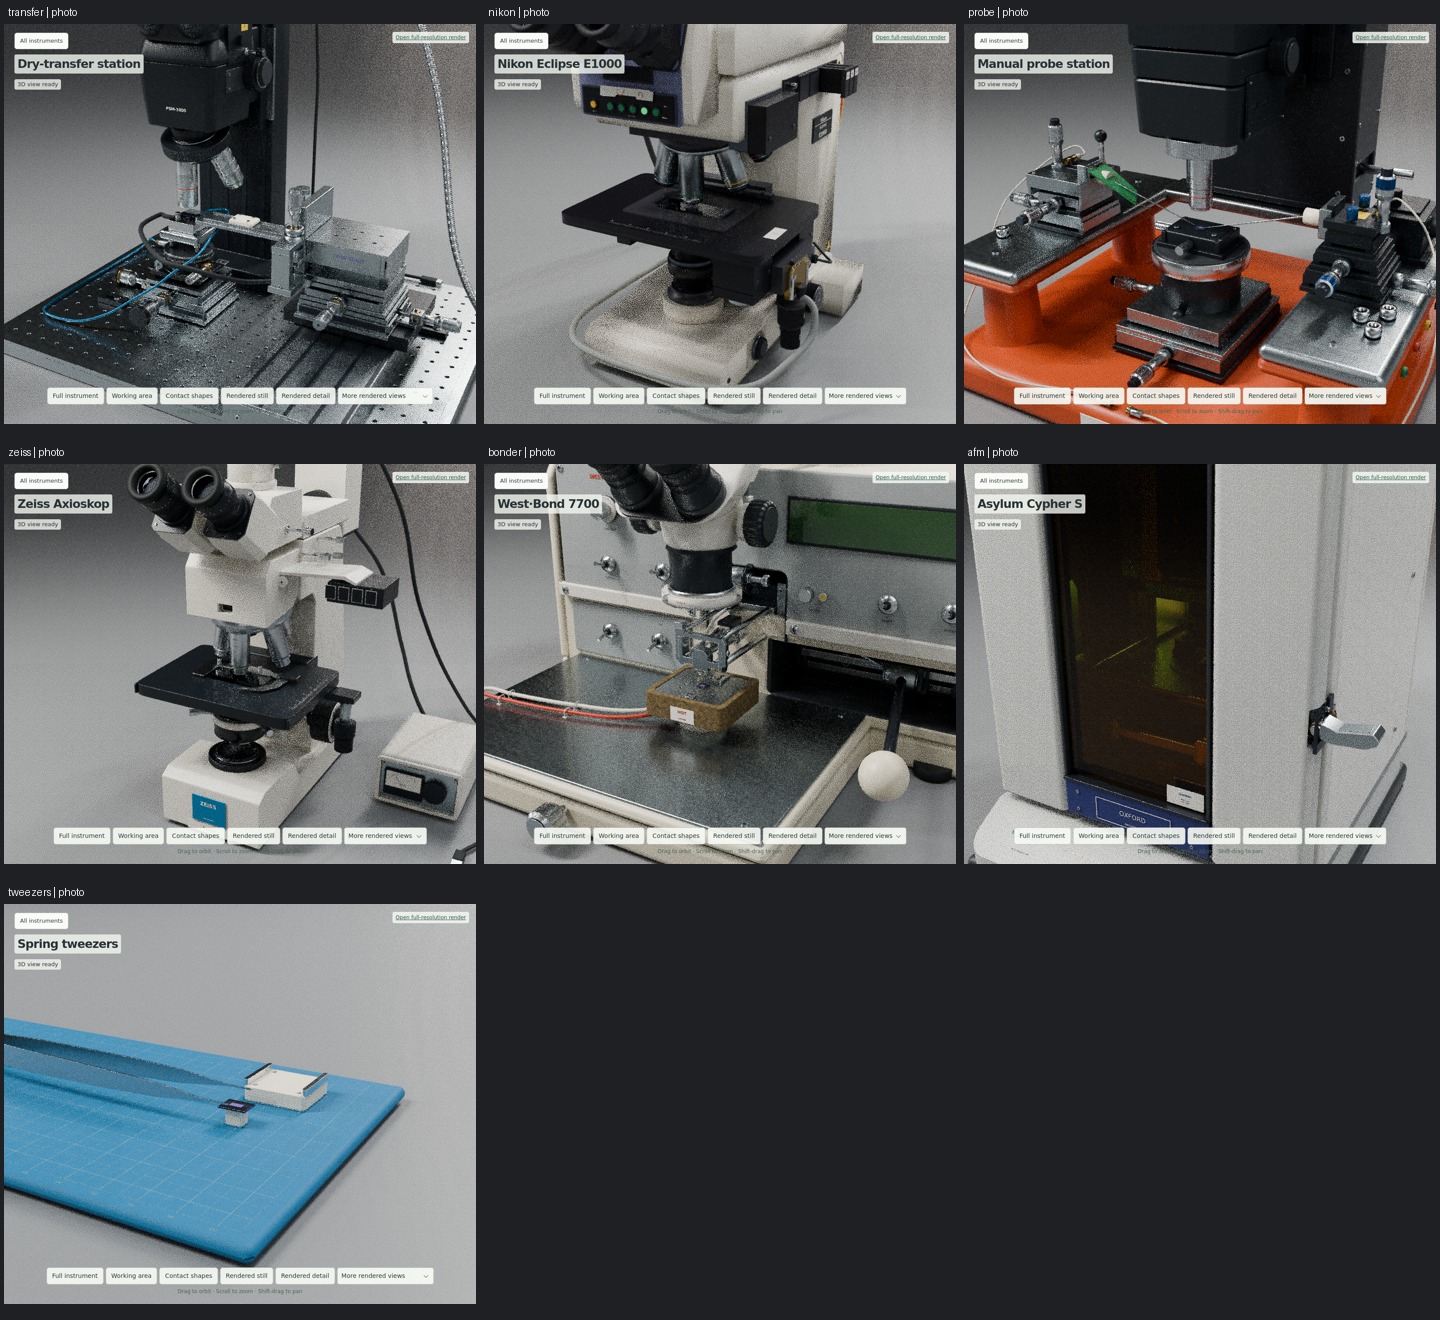 transfer | photo
All instruments
Open full-resolution render
Dry-transfer station
3D view ready
Full instrument
Working area
Contact shapes
Rendered still
Rendered detail
More rendered views
nikon | photo
All instruments
Open full-resolution render
Nikon Eclipse E1000
3D view ready
Full instrument
Working area
Contact shapes
Rendered still
Rendered detail
More rendered views
probe | photo
All instruments
Open full-resolution render
Manual probe station
3D view ready
Full instrument
Working area
Contact shapes
Rendered still
Rendered detail
More rendered views
zeiss | photo
All instruments
Open full-resolution render
Zeiss Axioskop
3D view ready
ZEISS
Full instrument
Working area
Contact shapes
Rendered still
Rendered detail
More rendered views
bonder | photo
All instruments
Open full-resolution render
West·Bond 7700
3D view ready
Full instrument
Working area
Contact shapes
Rendered still
Rendered detail
More rendered views
afm | photo
All instruments
Open full-resolution render
Asylum Cypher S
3D view ready
OXFORD
Full instrument
Working area
Contact shapes
Rendered still
Rendered detail
More rendered views
tweezers | photo
All instruments
Open full-resolution render
Spring tweezers
3D view ready
Full instrument
Working area
Contact shapes
Rendered still
Rendered detail
More rendered views
Drag to orbit · Scroll to zoom · Shift-drag to pan